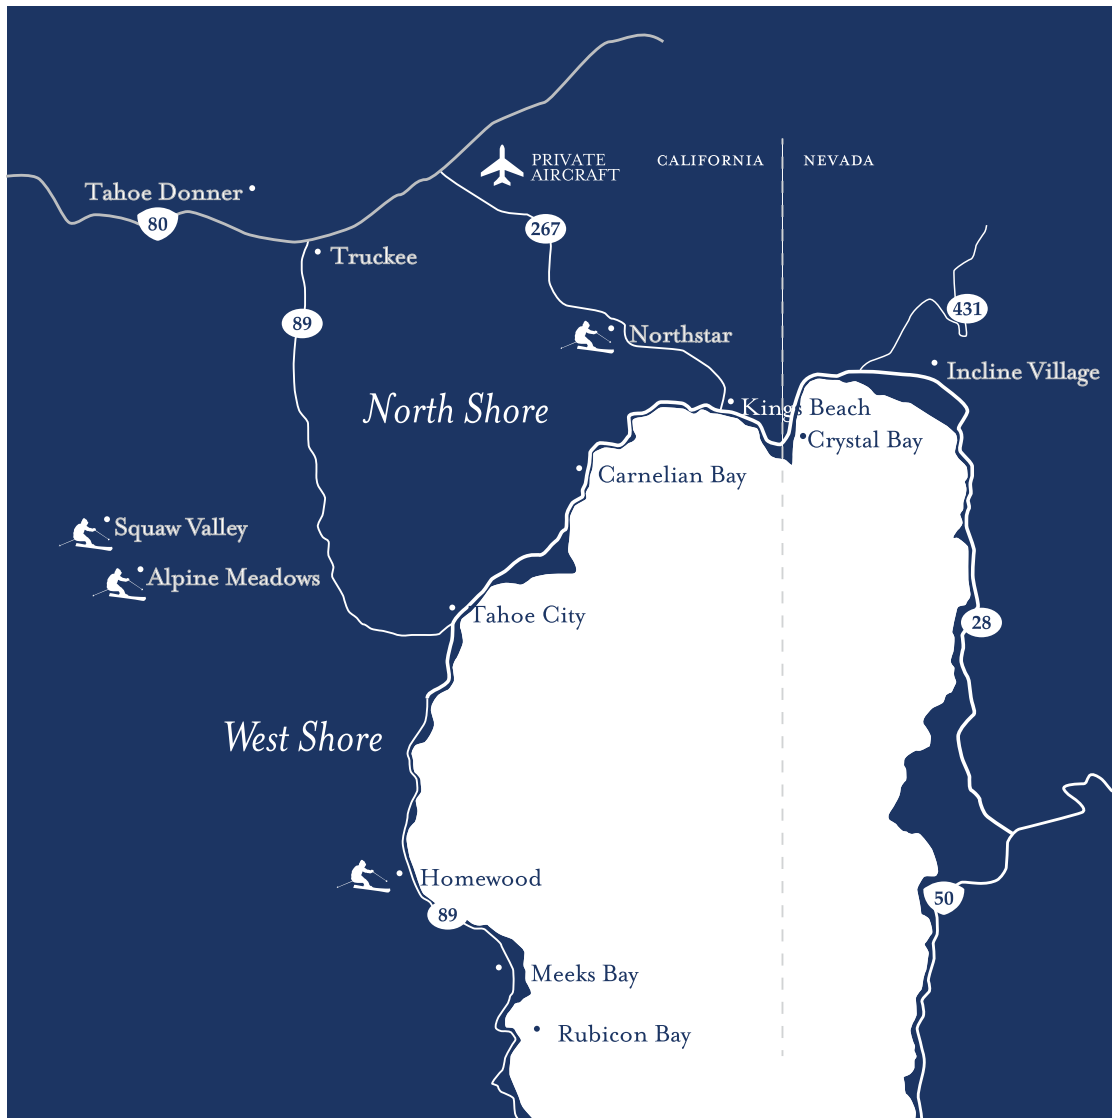 PRIVATE
AIRCRAFT
CALIFORNIA
NEVADA
Tahoe Donner
80
267
Truckee
89
431
Northstar
Incline Village
North Shore
Kings Beach
Crystal Bay
Carnelian Bay
Squaw Valley
Alpine Meadows
Tahoe City
28
West Shore
Homewood
50
89
Meeks Bay
Rubicon Bay